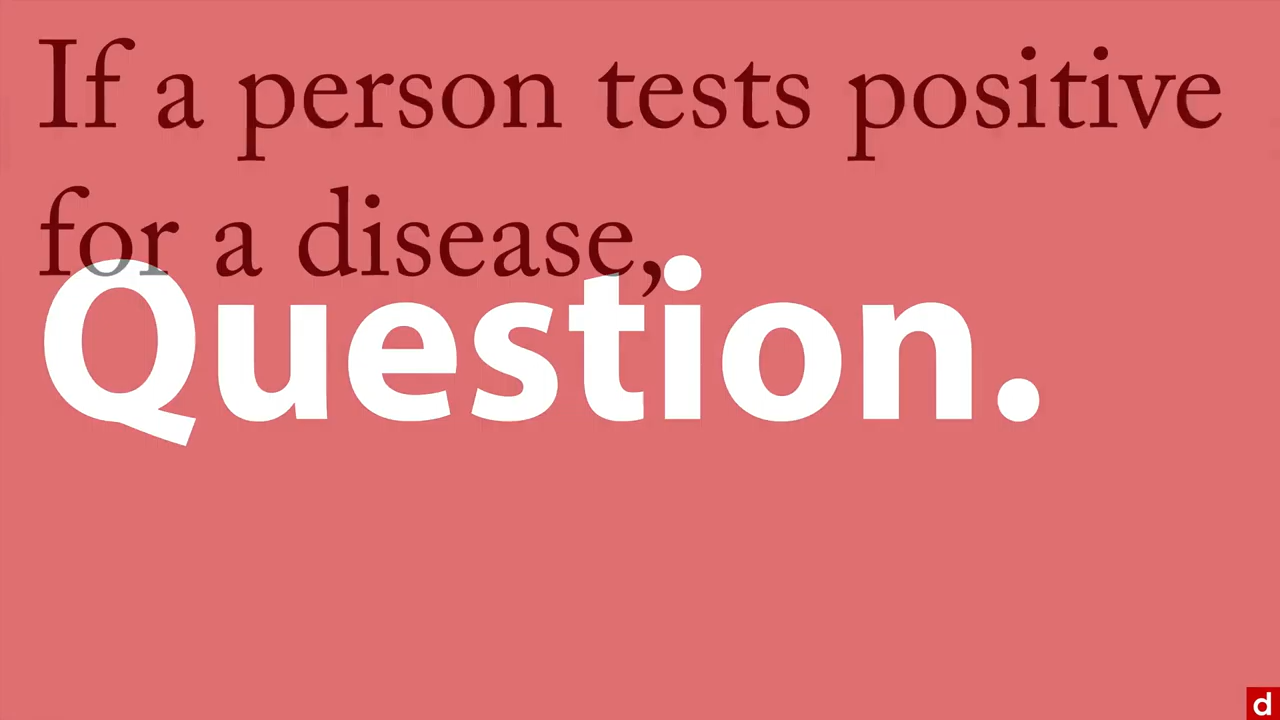 If a person tests positive
for a disease,
Question.
d